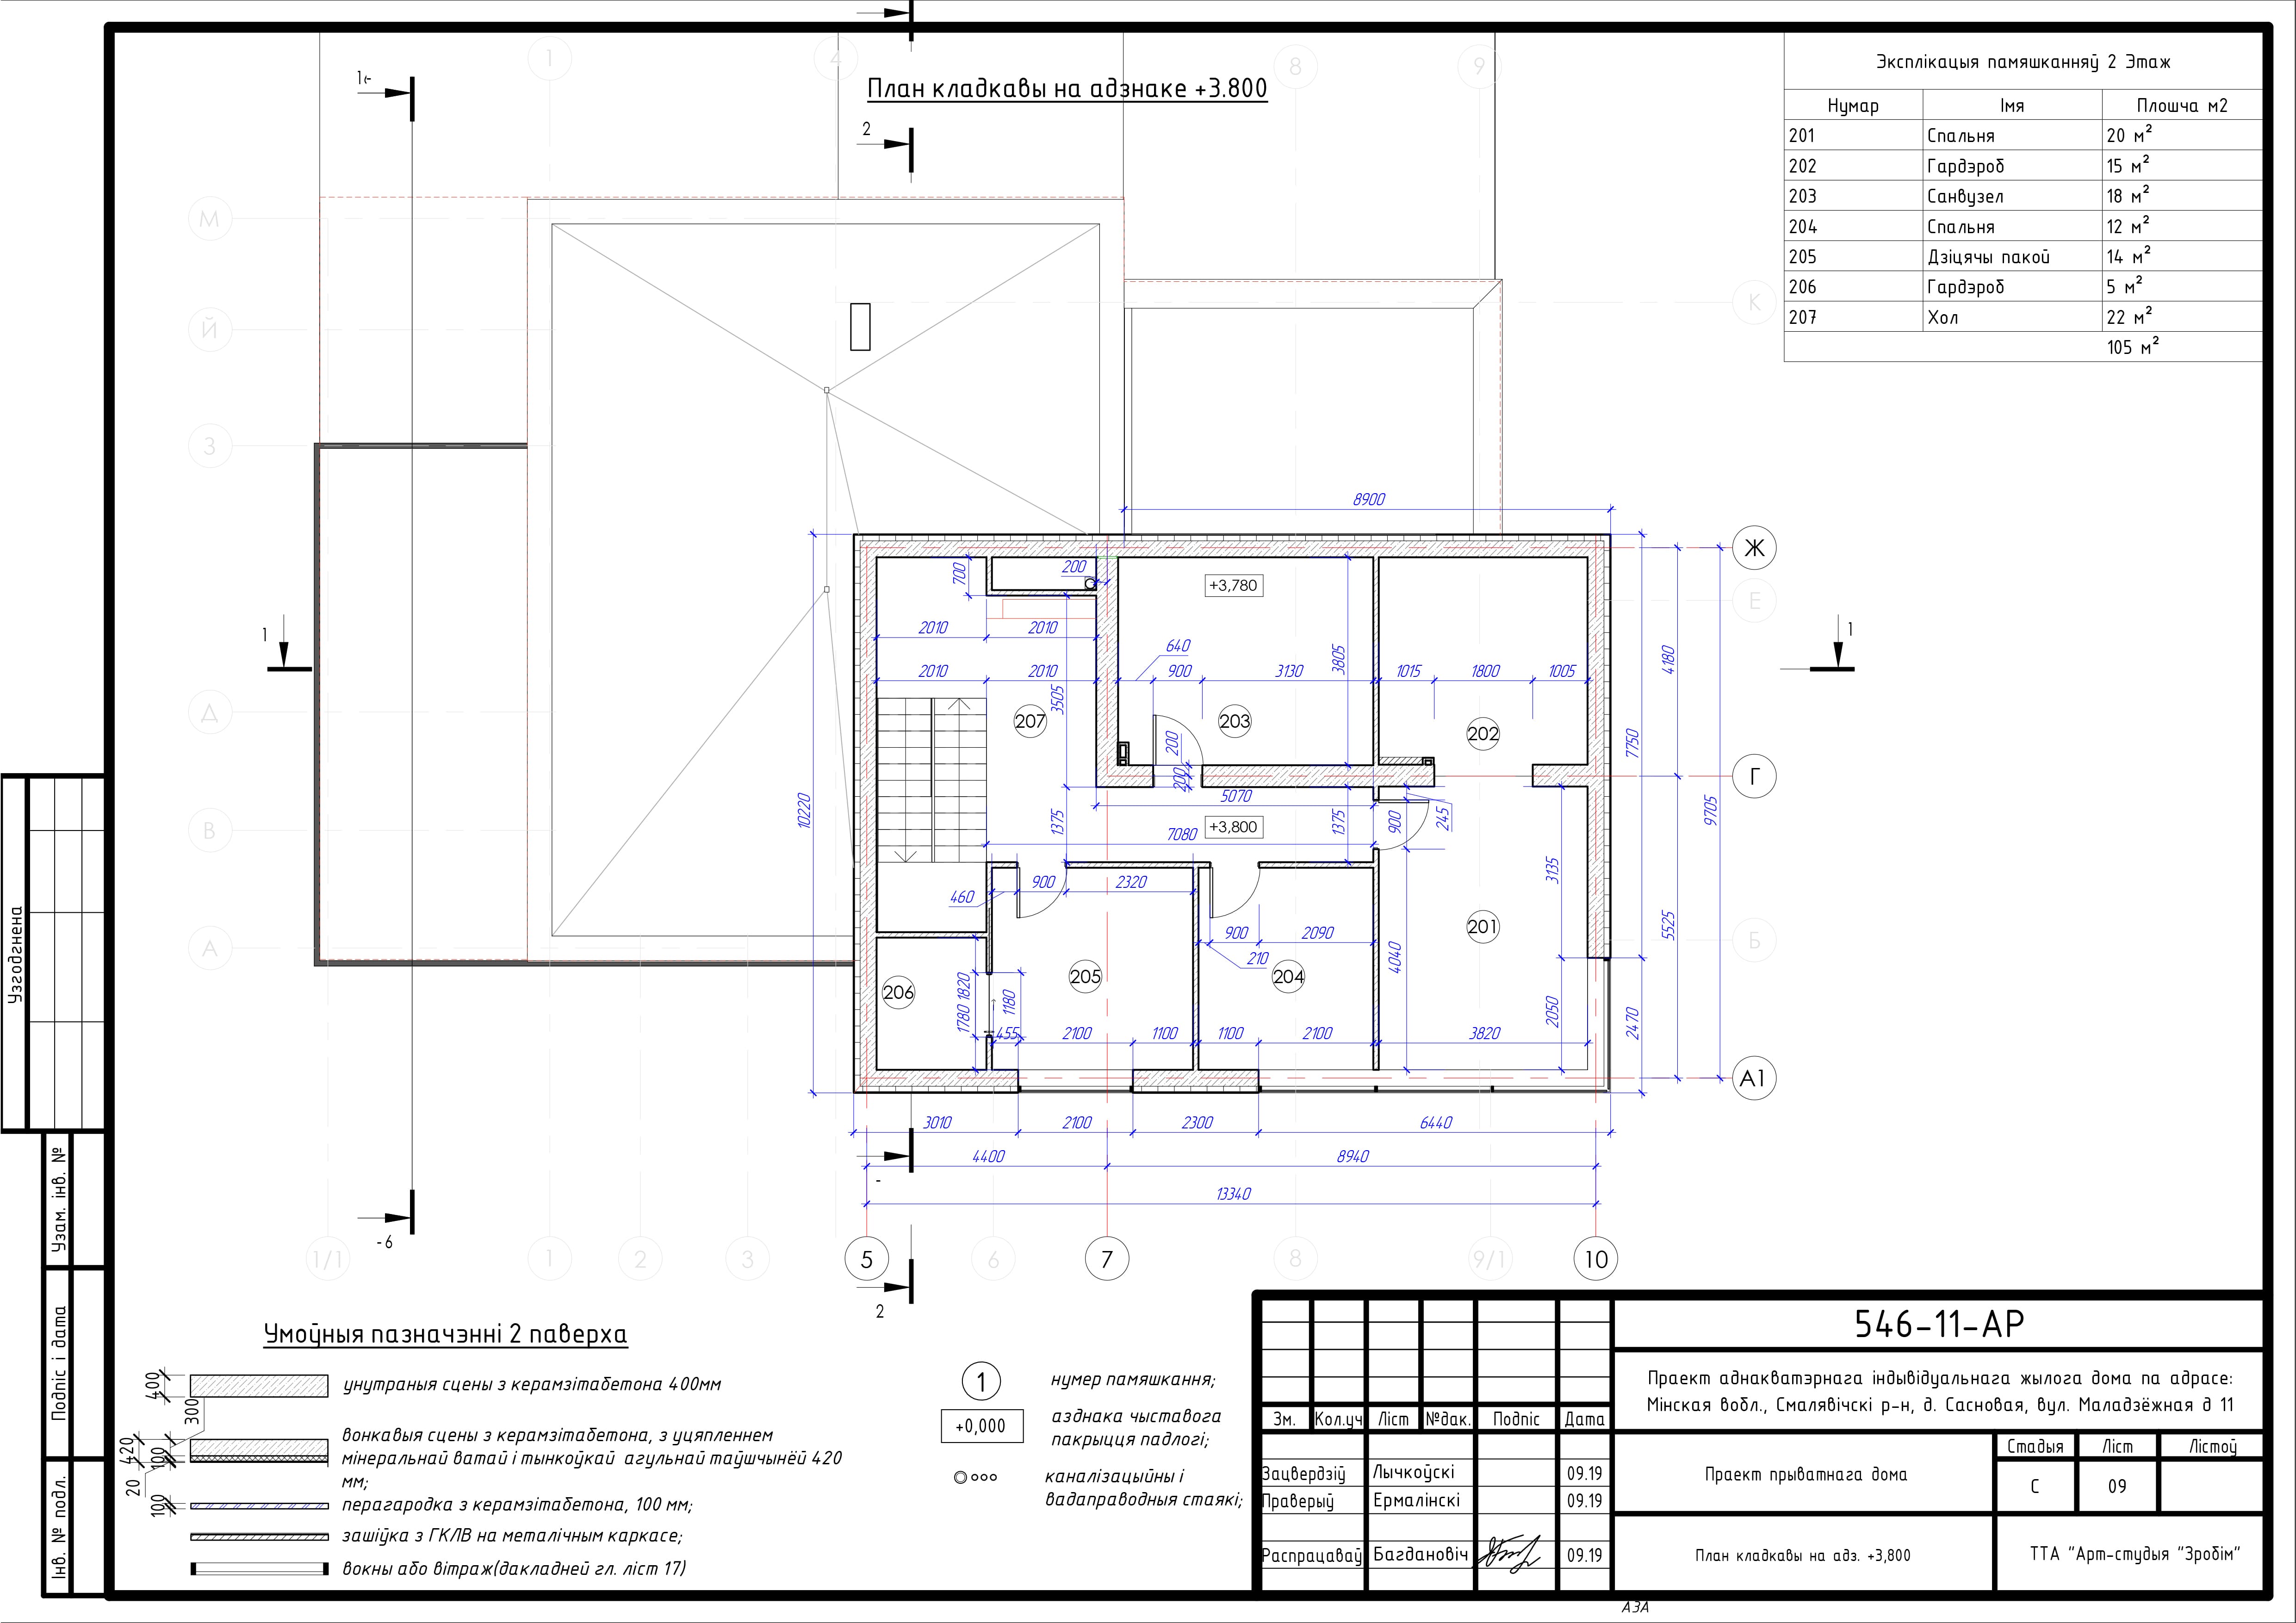 План кладкавы на адзнаке +3.800
Эксплікацыя памяшканняў 2 Этаж
Нумар Імя Плошча м2
201 Спальня 20 м²
202 Гардэроб 15 м²
203 Санвузел 18 м²
204 Спальня 12 м²
205 Дзіцячы пакой 14 м²
206 Гардэроб 5 м²
207 Хол 22 м²
105 м²
1 4 8 9
2
М
Й
З
Д
В
А
К
Ж
Е
Г
Б
А1
1
1
8900
700
200
+3,780
2010 2010
640
3805
2010 2010
900 3130
1015 1800 1005
3505
207
203
202
200
200
4180
7750
10220
1375
5070
7080
+3,800
1375
900
245
9705
3135
460
900 2320
201
900 2090
210
4040
5525
205
204
206
1780 1820
1180
2050
2470
455 2100 1100 1100 2100 3820
3010 2100 2300 6440
4400 8940
13340
-
-6
1/1 1 2 3 5 6 7 8 9/1 10
2
Умоўныя пазначэнні 2 паверха
400
унутраныя сцены з керамзітабетона 400мм
300
420
100
20
вонкавыя сцены з керамзітабетона, з уцяпленнем
мінеральнай ватай і тынкоўкай агульнай таўшчынёй 420
мм;
100
перагародка з керамзітабетона, 100 мм;
зашіўка з ГКЛВ на металічным каркасе;
вокны або вітраж(дакладней гл. ліст 17)
1
нумер памяшкання;
+0,000
азднака чыставога
пакрыцця падлогі;
каналізацыйны і
вадаправодныя стаякі;
Узгоднена
Узам. інв. №
Подпіс і дата
Інв. № подл.
546-11-АР
Праект аднакватэрнага індывідуальнага жылога дома па адрасе:
Мінская вобл., Смалявічскі р-н, д. Сасновая, вул. Маладзёжная д 11
Зм. Кол.уч Ліст №дак. Подпіс Дата
Праект прыватнага дома
Стадыя Ліст Лістоў
С 09
Зацвердзіў Лычкоўскі 09.19
Праверыў Ермалінскі 09.19
Распрацаваў Багдановіч 09.19
План кладкавы на адз. +3,800
ТТА "Арт-студыя "Зробім"
А3А